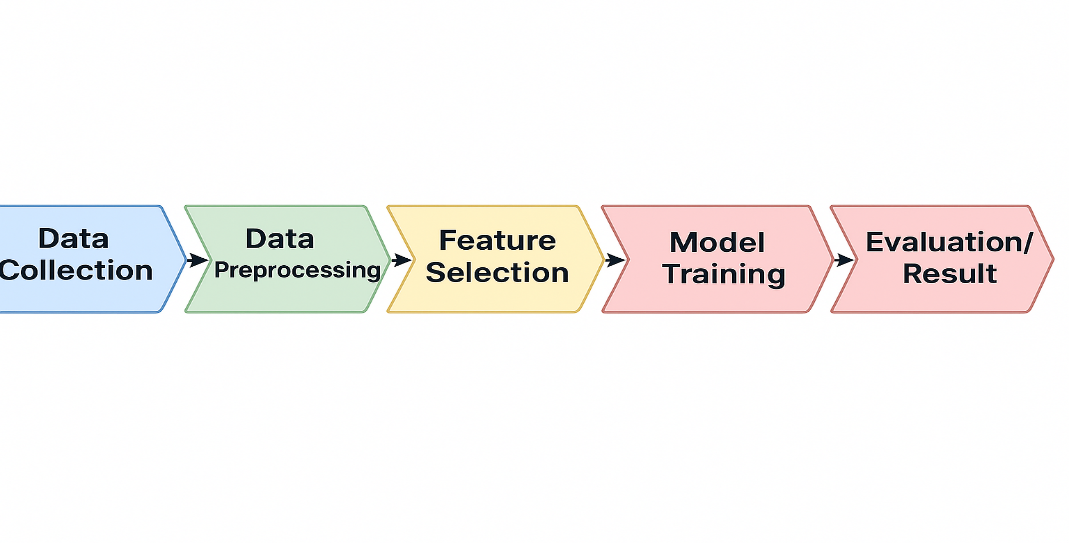 Data
Collection
Data
Preprocessing
Feature
Selection
Model
Training
Evaluation/
Result